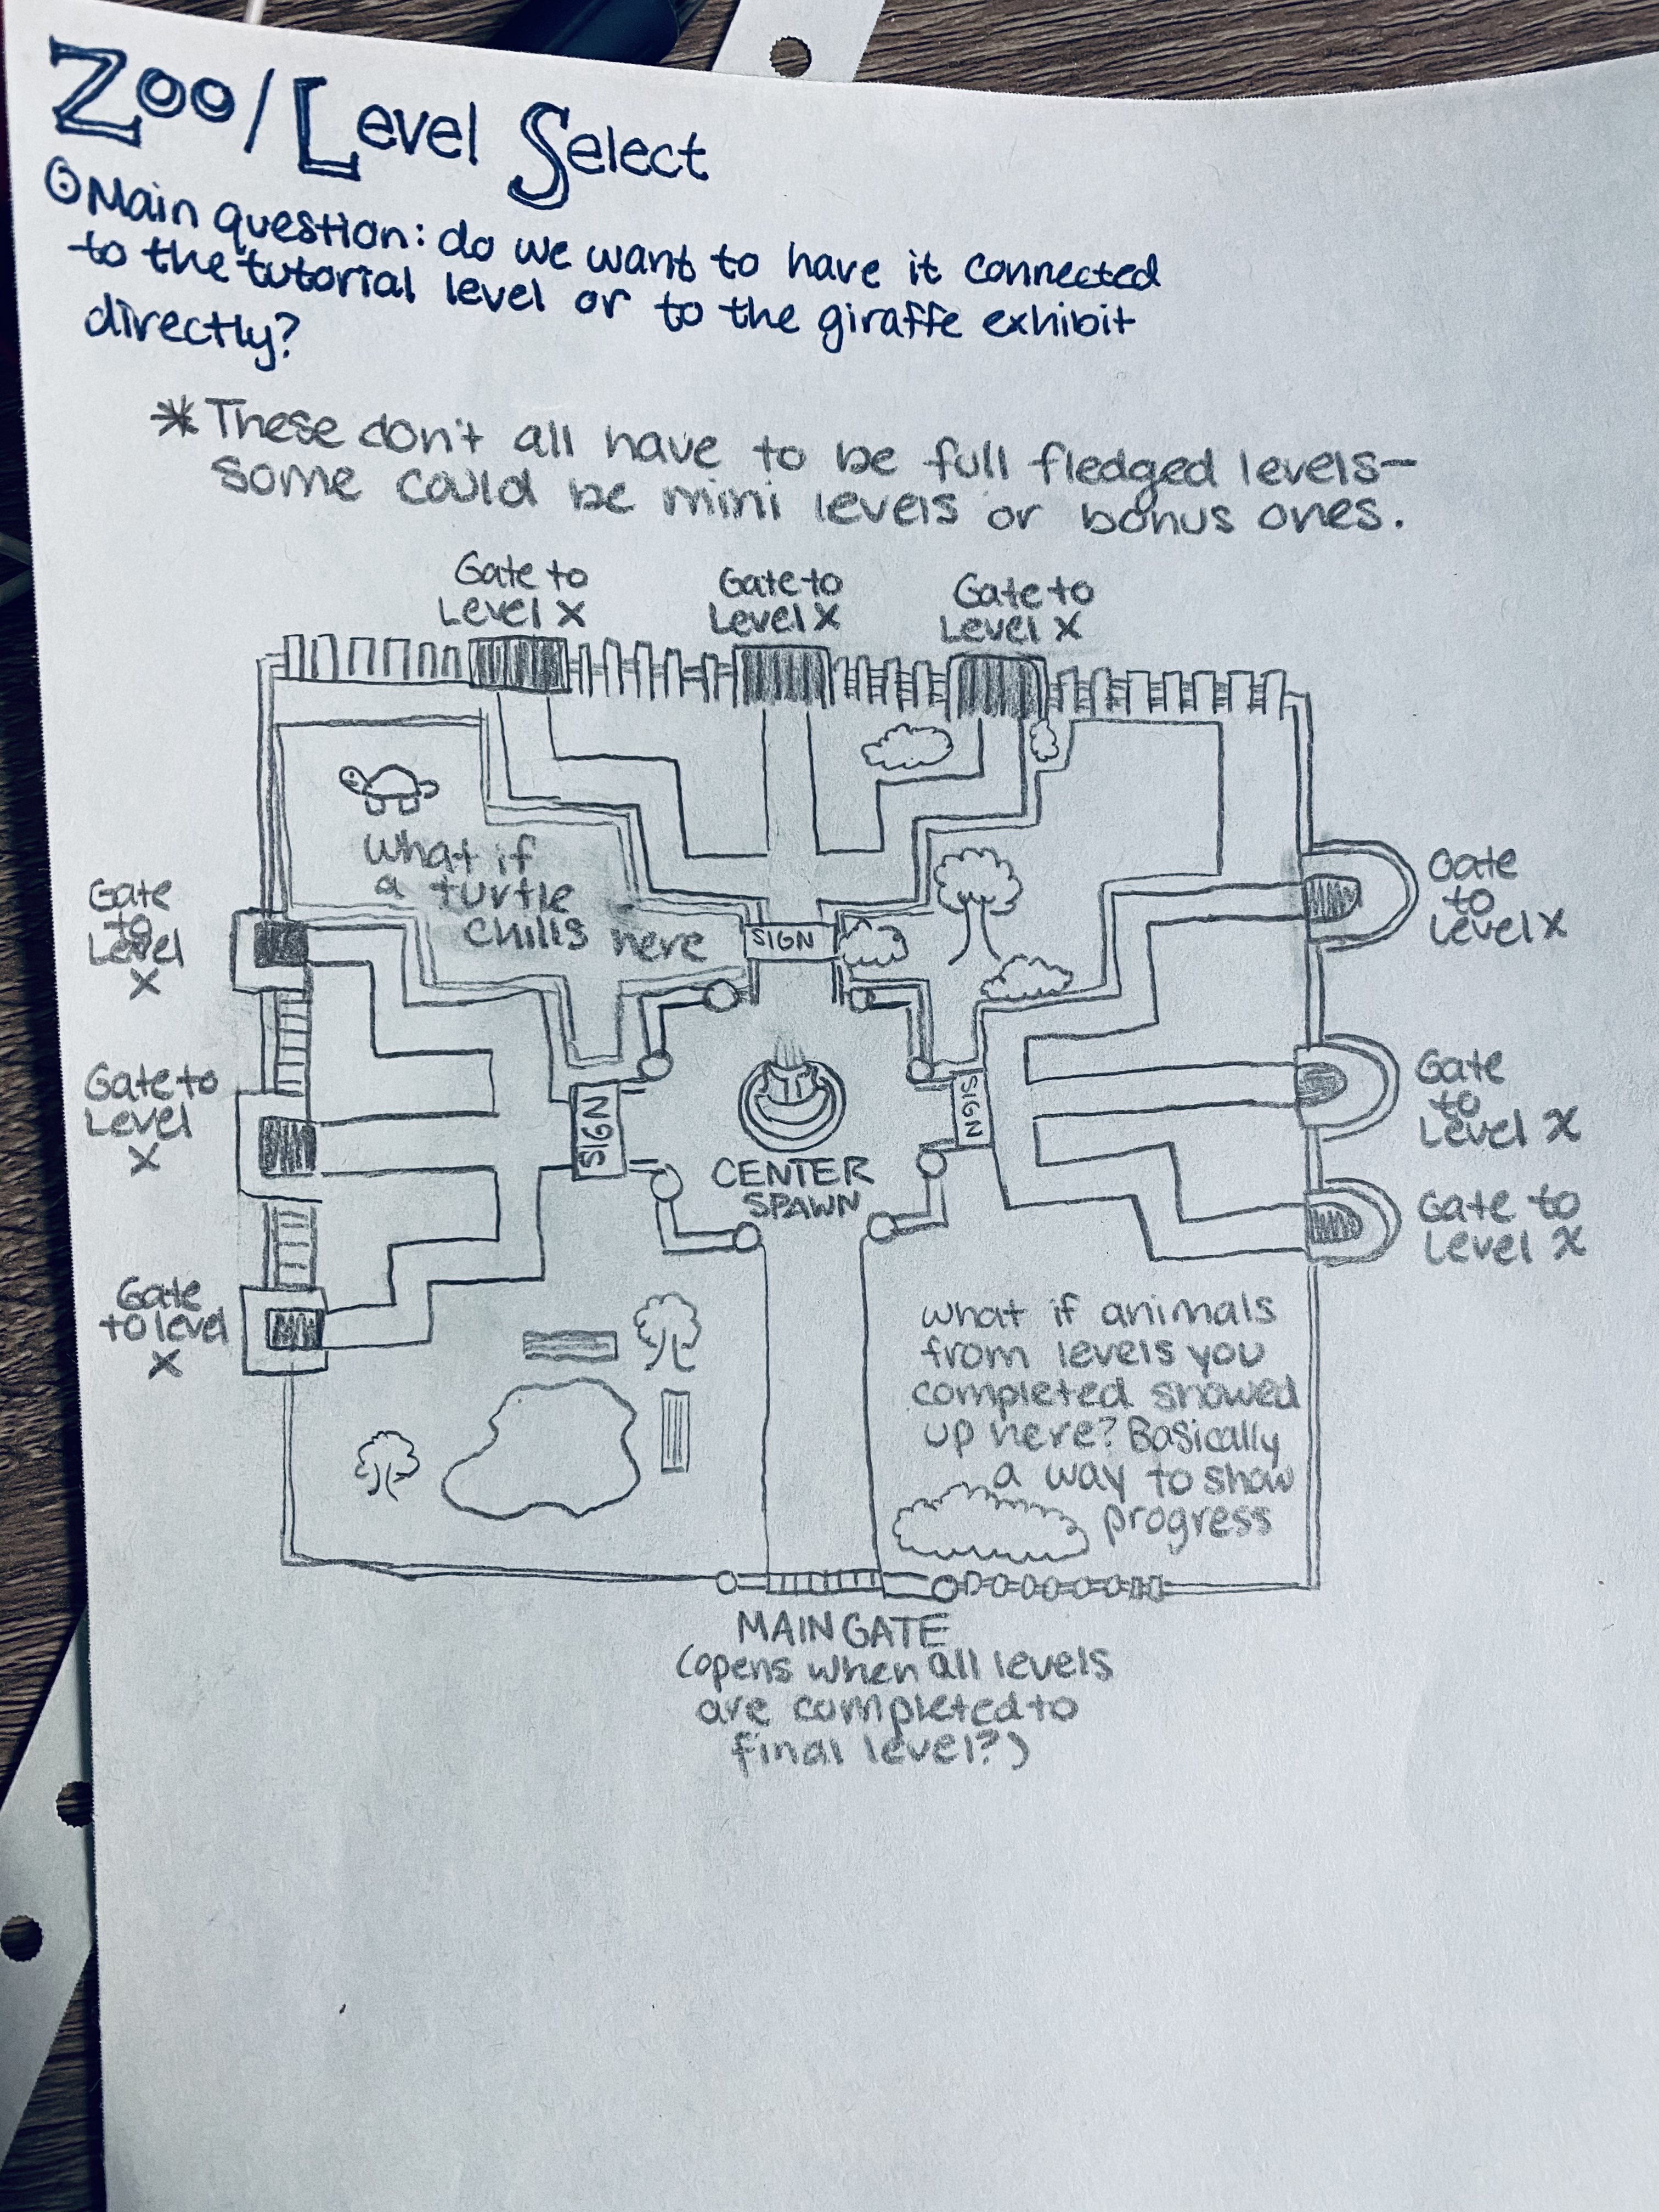 Zoo/Level Select
Main question: do we want to have it connected
to the tutorial level or to the giraffe exhibit
directly?
*These don't all have to be full fledged levels—
some could be mini levels or bonus ones.
Gate to
Level X
Gate to
Level X
Gate to
Level X
What if
a turtle
chills here
SIGN
Gate
to
Level
X
Gate
to
Level X
Gate to
Level
X
SIGN
CENTER
SPAWN
SIGN
Gate
to
Level X
Gate
to level
X
Gate to
Level X
what if animals
from levels you
completed showed
up here? Basically
a way to show
progress
MAIN GATE
(opens when all levels
are completed to
final level?)